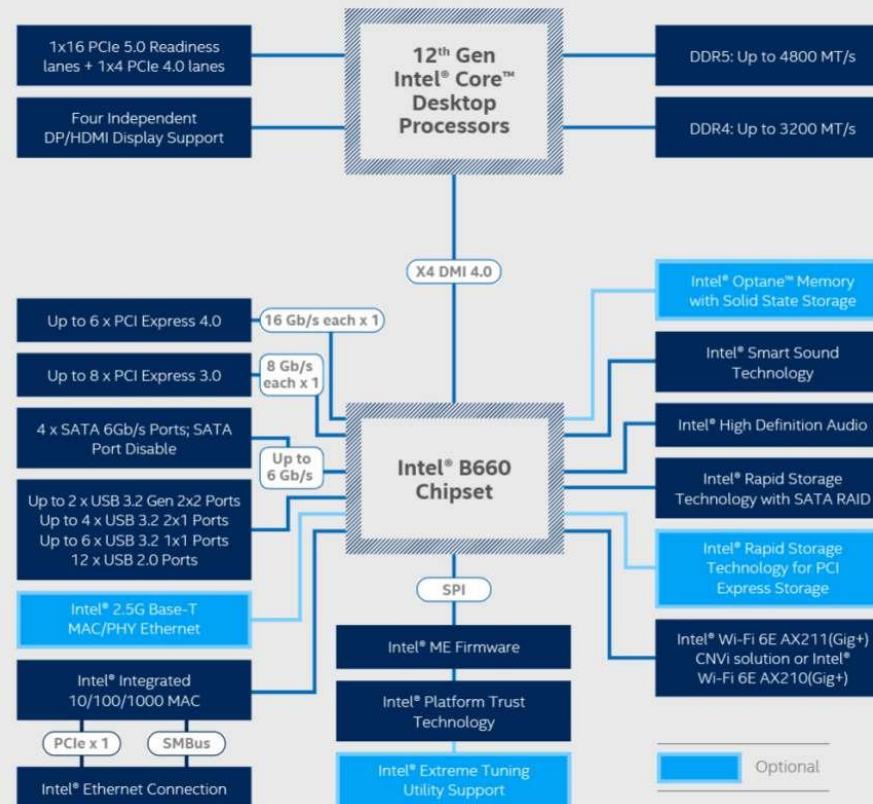 1x16 PCIe 5.0 Readiness
lanes + 1x4 PCIe 4.0 lanes
Four Independent
DP/HDMI Display Support
12th Gen
Intel® Core™
Desktop
Processors
DDR5: Up to 4800 MT/s
DDR4: Up to 3200 MT/s
X4 DMI 4.0
Up to 6 x PCI Express 4.0
16 Gb/s each x 1
Up to 8 x PCI Express 3.0
8 Gb/s
each x 1
4 x SATA 6Gb/s Ports; SATA
Port Disable
Up to
6 Gb/s
Up to 2 x USB 3.2 Gen 2x2 Ports
Up to 4 x USB 3.2 2x1 Ports
Up to 6 x USB 3.2 1x1 Ports
12 x USB 2.0 Ports
Intel® 2.5G Base-T
MAC/PHY Ethernet
Intel® Integrated
10/100/1000 MAC
PCIe x 1
SMBus
Intel® Ethernet Connection
Intel® B660
Chipset
SPI
Intel® ME Firmware
Intel® Platform Trust
Technology
Intel® Extreme Tuning
Utility Support
Intel® Optane™ Memory
with Solid State Storage
Intel® Smart Sound
Technology
Intel® High Definition Audio
Intel® Rapid Storage
Technology with SATA RAID
Intel® Rapid Storage
Technology for PCI
Express Storage
Intel® Wi-Fi 6E AX211(Gig+)
CNVi solution or Intel®
Wi-Fi 6E AX210(Gig+)
Optional